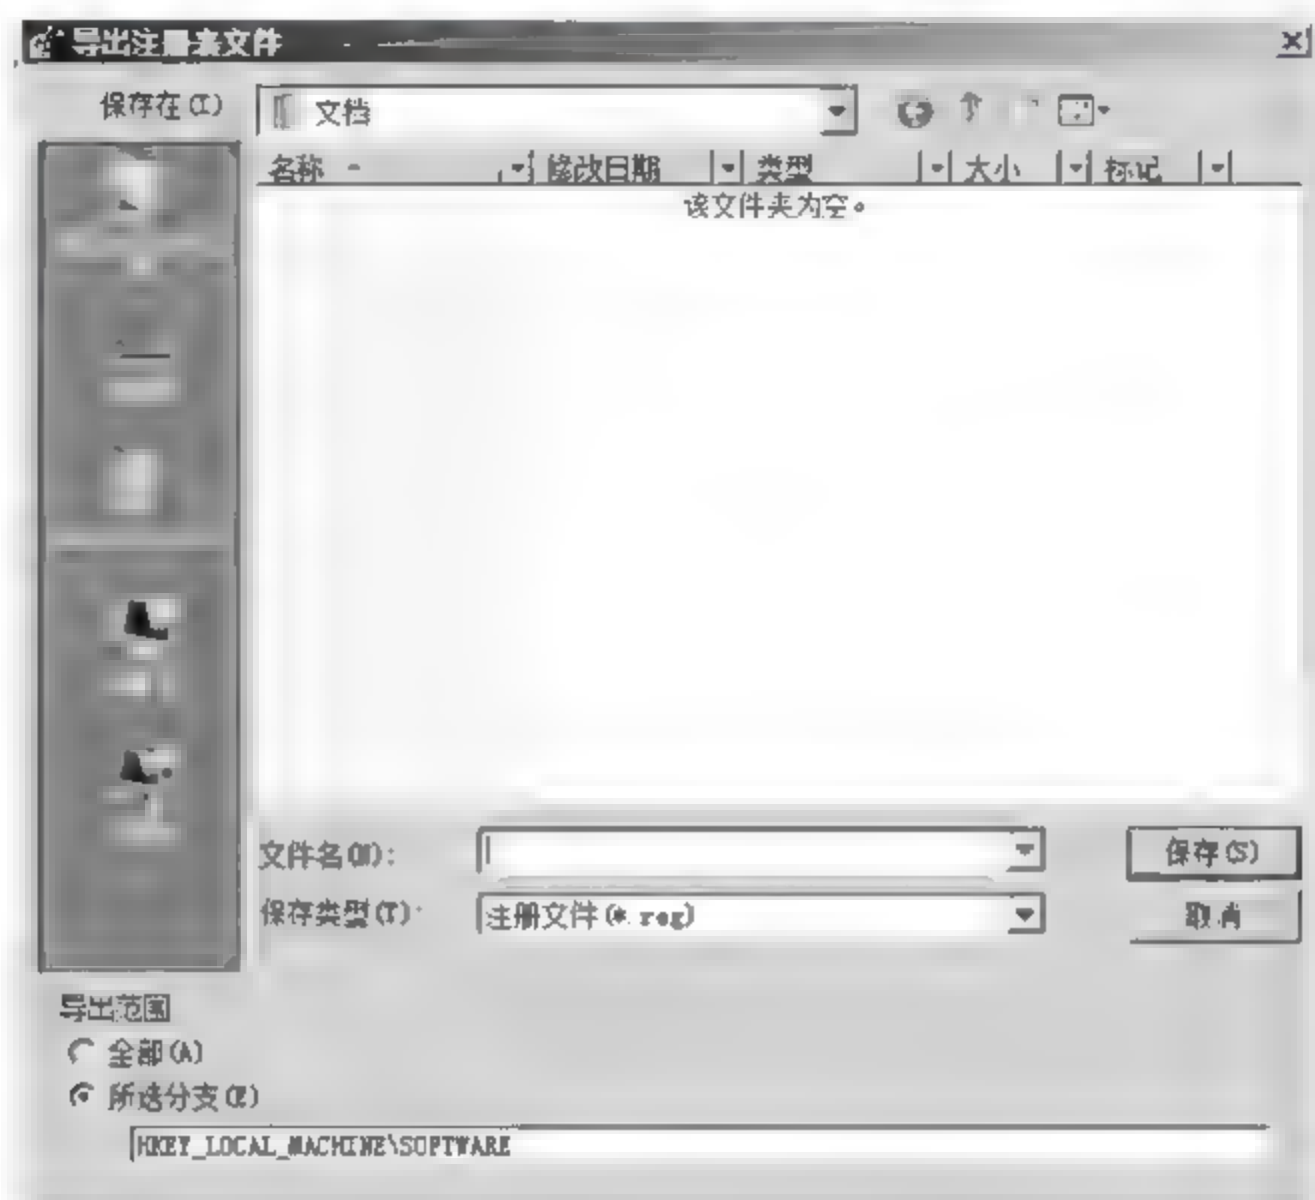 导出注册表文件
保存在(I)
文档
名称 修改日期 类型 大小 标记
该文件夹为空。
文件名(N):
保存(S)
保存类型(T):
注册文件(*.reg)
取消
导出范围
全部(A)
所选分支(E)
HKEY_LOCAL_MACHINE\SOFTWARE